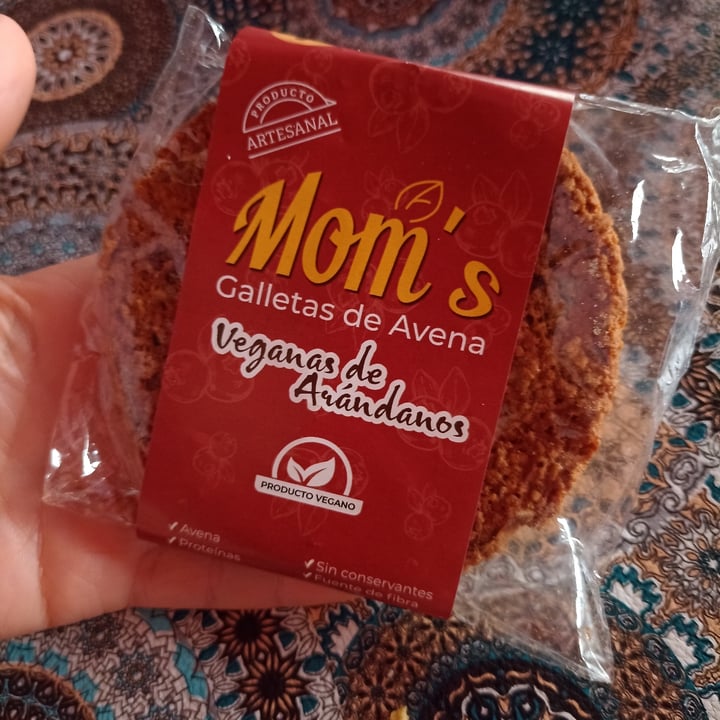 PRODUCTO
ARTESANAL
Mom's
Galletas de Avena
Veganas de
Arándanos
PRODUCTO VEGANO
Avena
Proteínas
Sin conservantes
Fuente de fibra